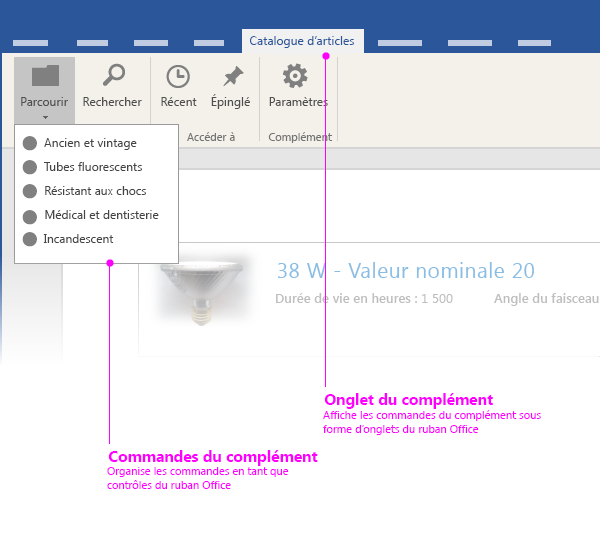 Catalogue d’articles
Parcourir Rechercher Récent Épinglé Paramètres
Accéder à Complément
Ancien et vintage
Tubes fluorescents
Résistant aux chocs
Médical et dentisterie
Incandescent
38 W - Valeur nominale 20
Durée de vie en heures : 1 500 Angle du faisceau
Onglet du complément
Affiche les commandes du complément sous
forme d’onglets du ruban Office
Commandes du complément
Organise les commandes en tant que
contrôles du ruban Office